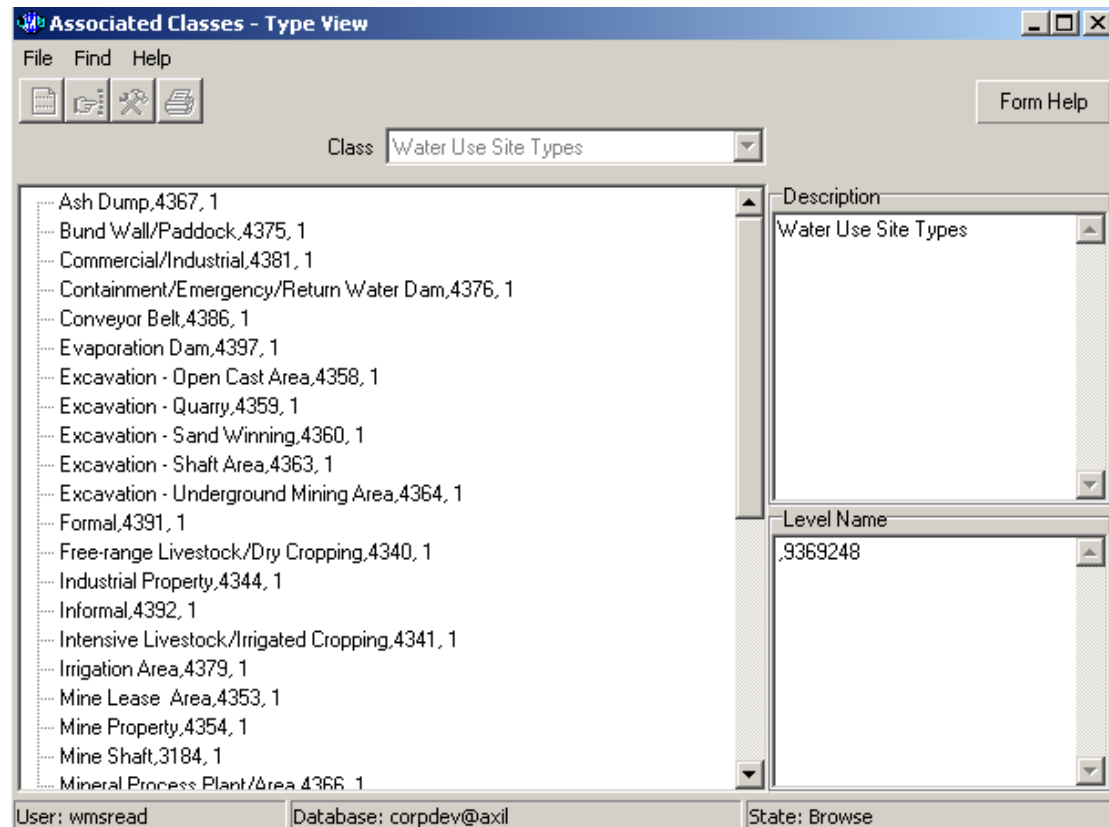 Associated Classes - Type View
File Find Help
Form Help
Class Water Use Site Types
Ash Dump,4367, 1
Bund Wall/Paddock,4375, 1
Commercial/Industrial,4381, 1
Containment/Emergency/Return Water Dam,4376, 1
Conveyor Belt,4386, 1
Evaporation Dam,4397, 1
Excavation - Open Cast Area,4358, 1
Excavation - Quarry,4359, 1
Excavation - Sand Winning,4360, 1
Excavation - Shaft Area,4363, 1
Excavation - Underground Mining Area,4364, 1
Formal,4391, 1
Free-range Livestock/Dry Cropping,4340, 1
Industrial Property,4344, 1
Informal,4392, 1
Intensive Livestock/Irrigated Cropping,4341, 1
Irrigation Area,4379, 1
Mine Lease  Area,4353, 1
Mine Property,4354, 1
Mine Shaft,3184, 1
Mineral Process Plant/Area,4366, 1
Description
Water Use Site Types
Level Name
,9369248
User: wmsread
Database: corpdev@axil
State: Browse